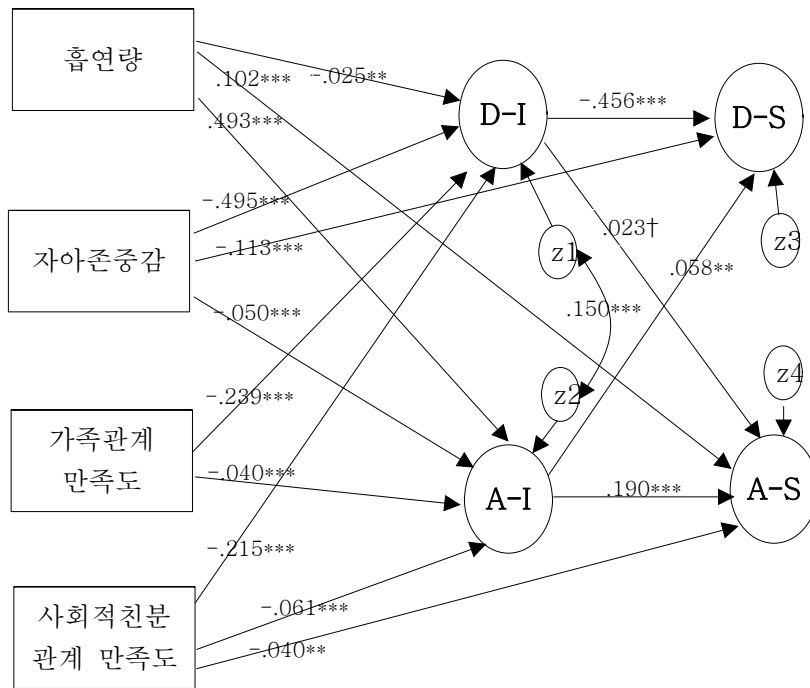 흡연량
.102***
-.025**
.493***
D-I
-.456***
D-S
자아존중감
-.495***
-.113***
-.050***
z1
.023†
z3
.058**
.150***
가족관계
만족도
-.239***
-.040***
z2
z4
A-I
.190***
A-S
사회적친분
관계 만족도
-.215***
-.061***
-.040**